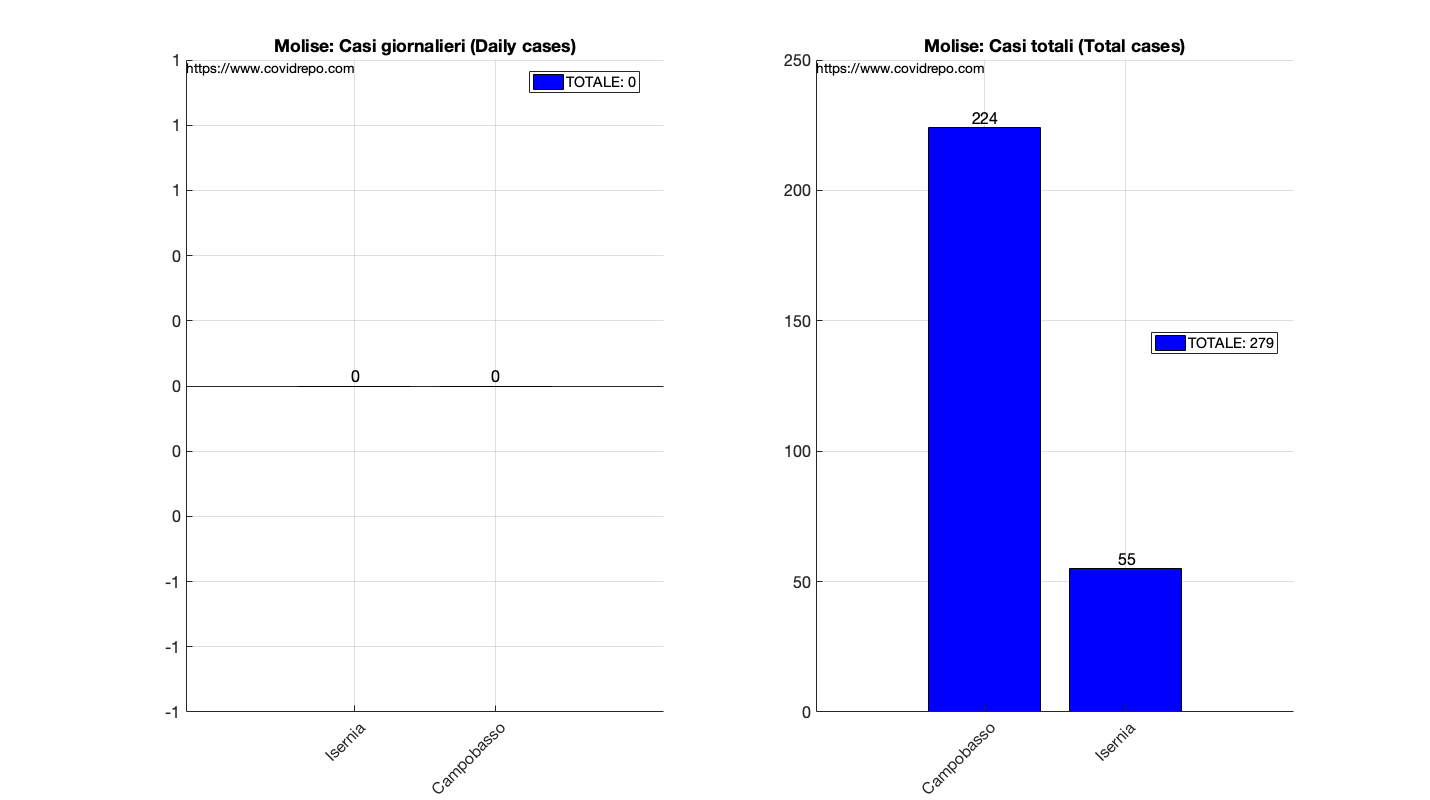 Molise: Casi giornalieri (Daily cases)
https://www.covidrepo.com
TOTALE: 0
1
1
1
0
0
0
0
0
-1
-1
-1
0
0
Isernia
Campobasso
Molise: Casi totali (Total cases)
https://www.covidrepo.com
250
200
150
100
50
0
224
55
TOTALE: 279
Campobasso
Isernia